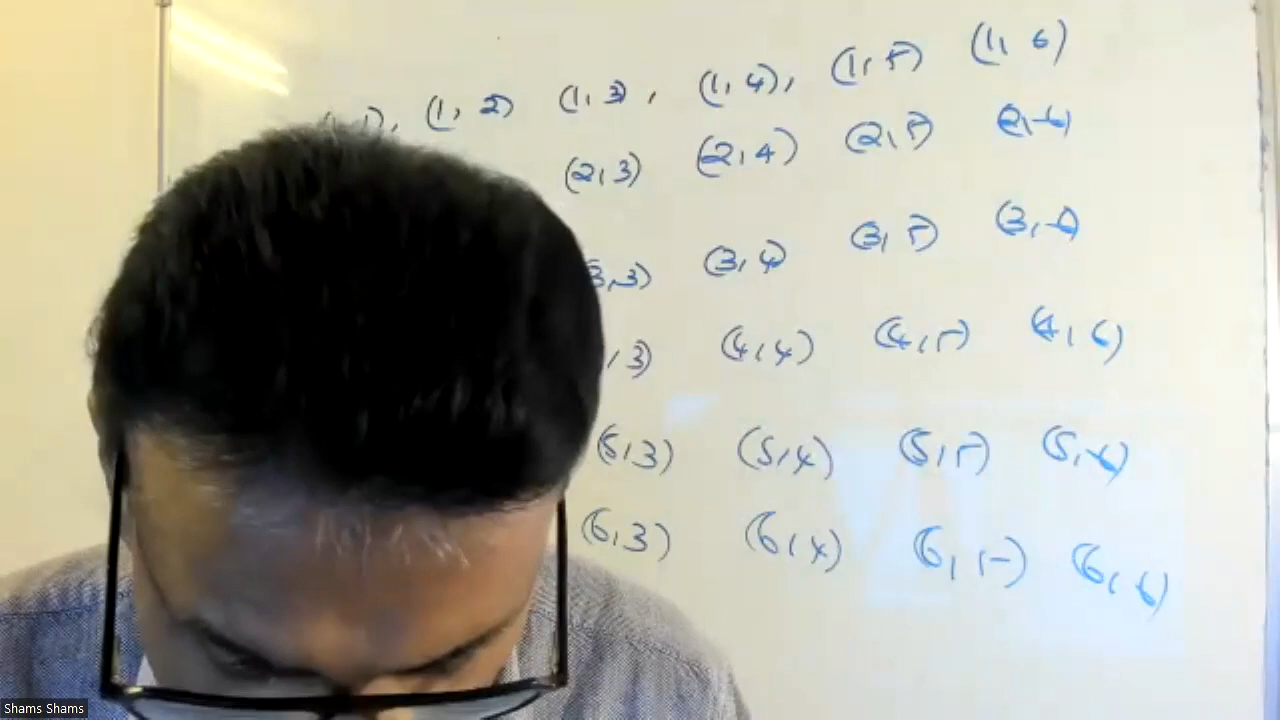 1), (1, 2) (1, 3), (1, 4), (1, 5) (1, 6)
(2, 3) (2, 4) (2, 5) (2, 6)
3, 3) (3, 4) (3, 5) (3, 6)
, 3) (4, 4) (4, 5) (4, 6)
(5, 3) (5, 4) (5, 5) (5, 6)
(6, 3) (6, 4) (6, 5) (6, 6)
Shams Shams